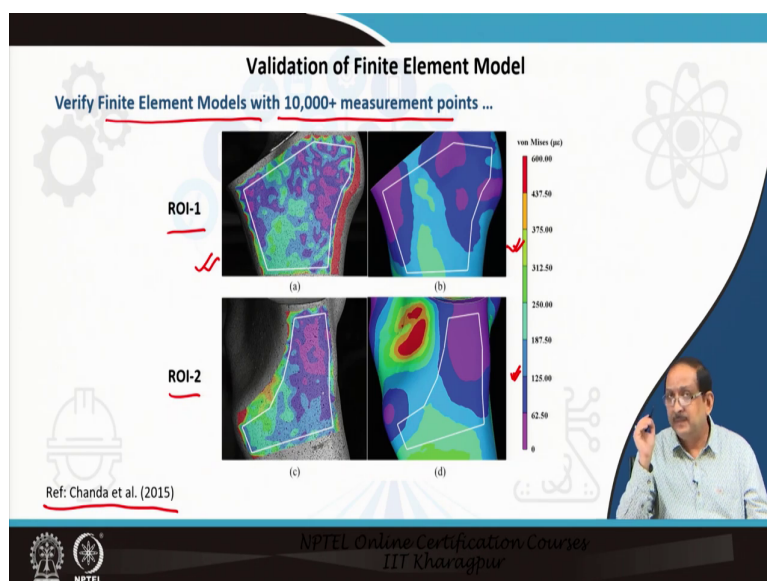 Validation of Finite Element Model
Verify Finite Element Models with 10,000+ measurement points ...
von Mises (με)
600.00
437.50
375.00
312.50
250.00
187.50
125.00
62.50
0
ROI-1
(a)
(b)
ROI-2
(c)
(d)
Ref: Chanda et al. (2015)
NPTEL Online Certification Courses
IIT Kharagpur
NPTEL